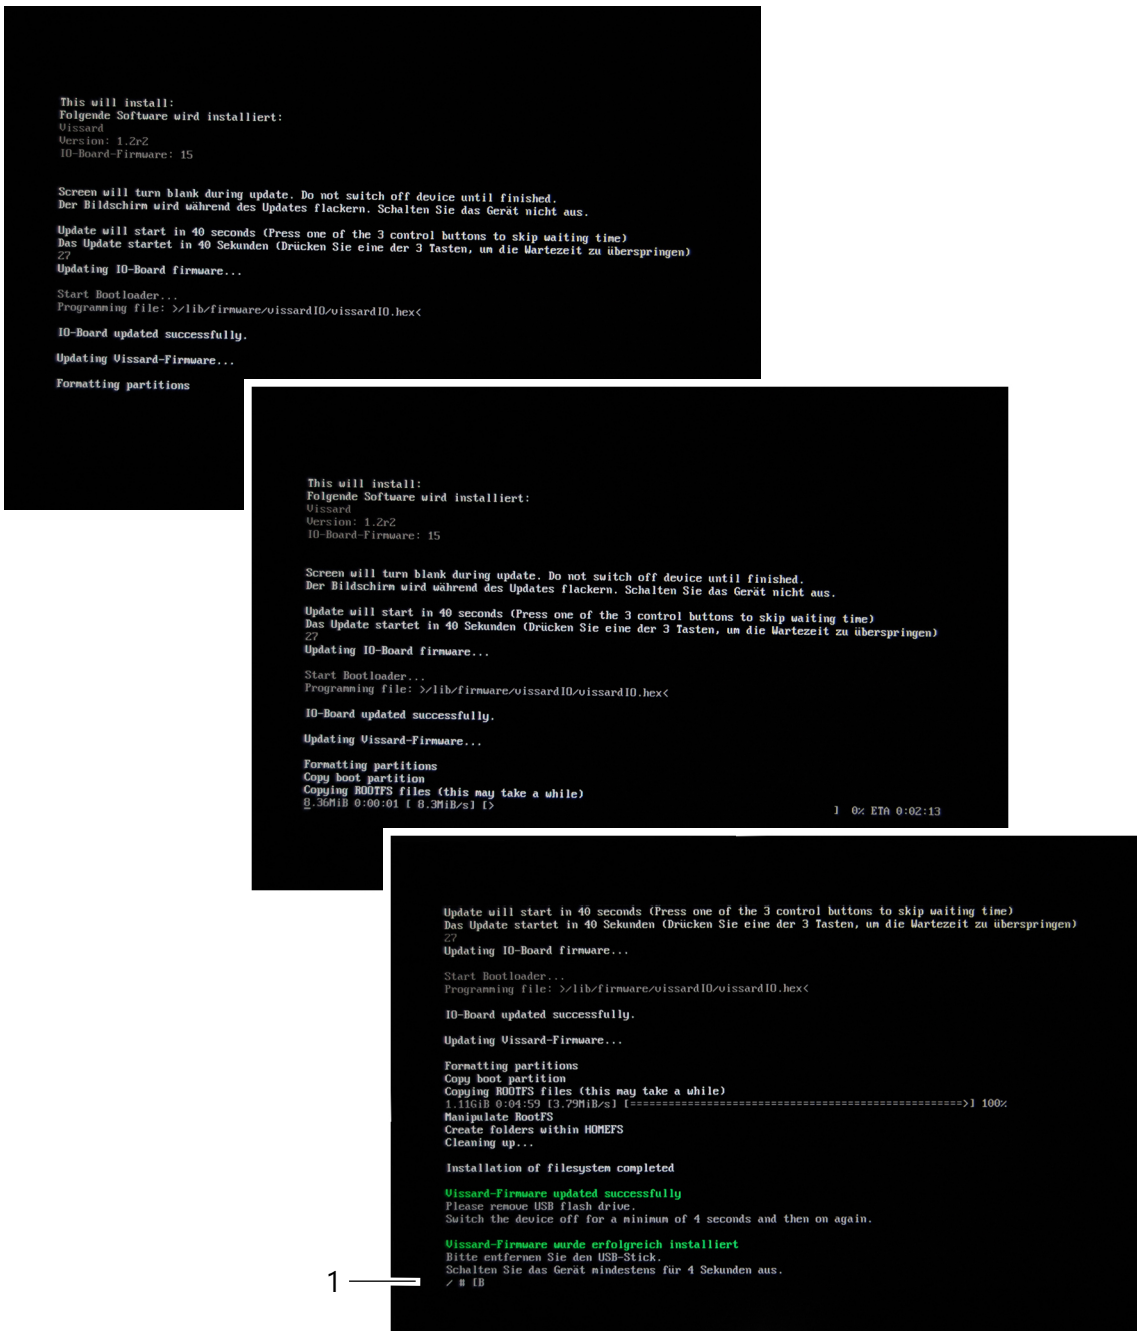 This will install:
Folgende Software wird installiert:
Vissard
Version: 1.2r2
IO-Board-Firmware: 15
Screen will turn blank during update. Do not switch off device until finished.
Der Bildschirm wird während des Updates flackern. Schalten Sie das Gerät nicht aus.
Update will start in 40 seconds (Press one of the 3 control buttons to skip waiting time)
Das Update startet in 40 Sekunden (Drücken Sie eine der 3 Tasten, um die Wartezeit zu überspringen)
27
Updating IO-Board firmware...
Start Bootloader...
Programming file: >/lib/firmware/vissardIO/vissardIO.hex<
IO-Board updated successfully.
Updating Vissard-Firmware...
Formatting partitions
This will install:
Folgende Software wird installiert:
Vissard
Version: 1.2r2
IO-Board-Firmware: 15
Screen will turn blank during update. Do not switch off device until finished.
Der Bildschirm wird während des Updates flackern. Schalten Sie das Gerät nicht aus.
Update will start in 40 seconds (Press one of the 3 control buttons to skip waiting time)
Das Update startet in 40 Sekunden (Drücken Sie eine der 3 Tasten, um die Wartezeit zu überspringen)
27
Updating IO-Board firmware...
Start Bootloader...
Programming file: >/lib/firmware/vissardIO/vissardIO.hex<
IO-Board updated successfully.
Updating Vissard-Firmware...
Formatting partitions
Copy boot partition
Copying ROOTFS files (this may take a while)
8.36MiB 0:00:01 [ 8.3MiB/s] [> ] 0% ETA 0:02:13
Update will start in 40 seconds (Press one of the 3 control buttons to skip waiting time)
Das Update startet in 40 Sekunden (Drücken Sie eine der 3 Tasten, um die Wartezeit zu überspringen)
27
Updating IO-Board firmware...
Start Bootloader...
Programming file: >/lib/firmware/vissardIO/vissardIO.hex<
IO-Board updated successfully.
Updating Vissard-Firmware...
Formatting partitions
Copy boot partition
Copying ROOTFS files (this may take a while)
1.11GiB 0:04:59 [3.79MiB/s] [====================================================>] 100%
Manipulate RootFS
Create folders within HOMEFS
Cleaning up...
Installation of filesystem completed
Vissard-Firmware updated successfully
Please remove USB flash drive.
Switch the device off for a minimum of 4 seconds and then on again.
Vissard-Firmware wurde erfolgreich installiert
Bitte entfernen Sie den USB-Stick.
Schalten Sie das Gerät mindestens für 4 Sekunden aus.
1
/ # [B